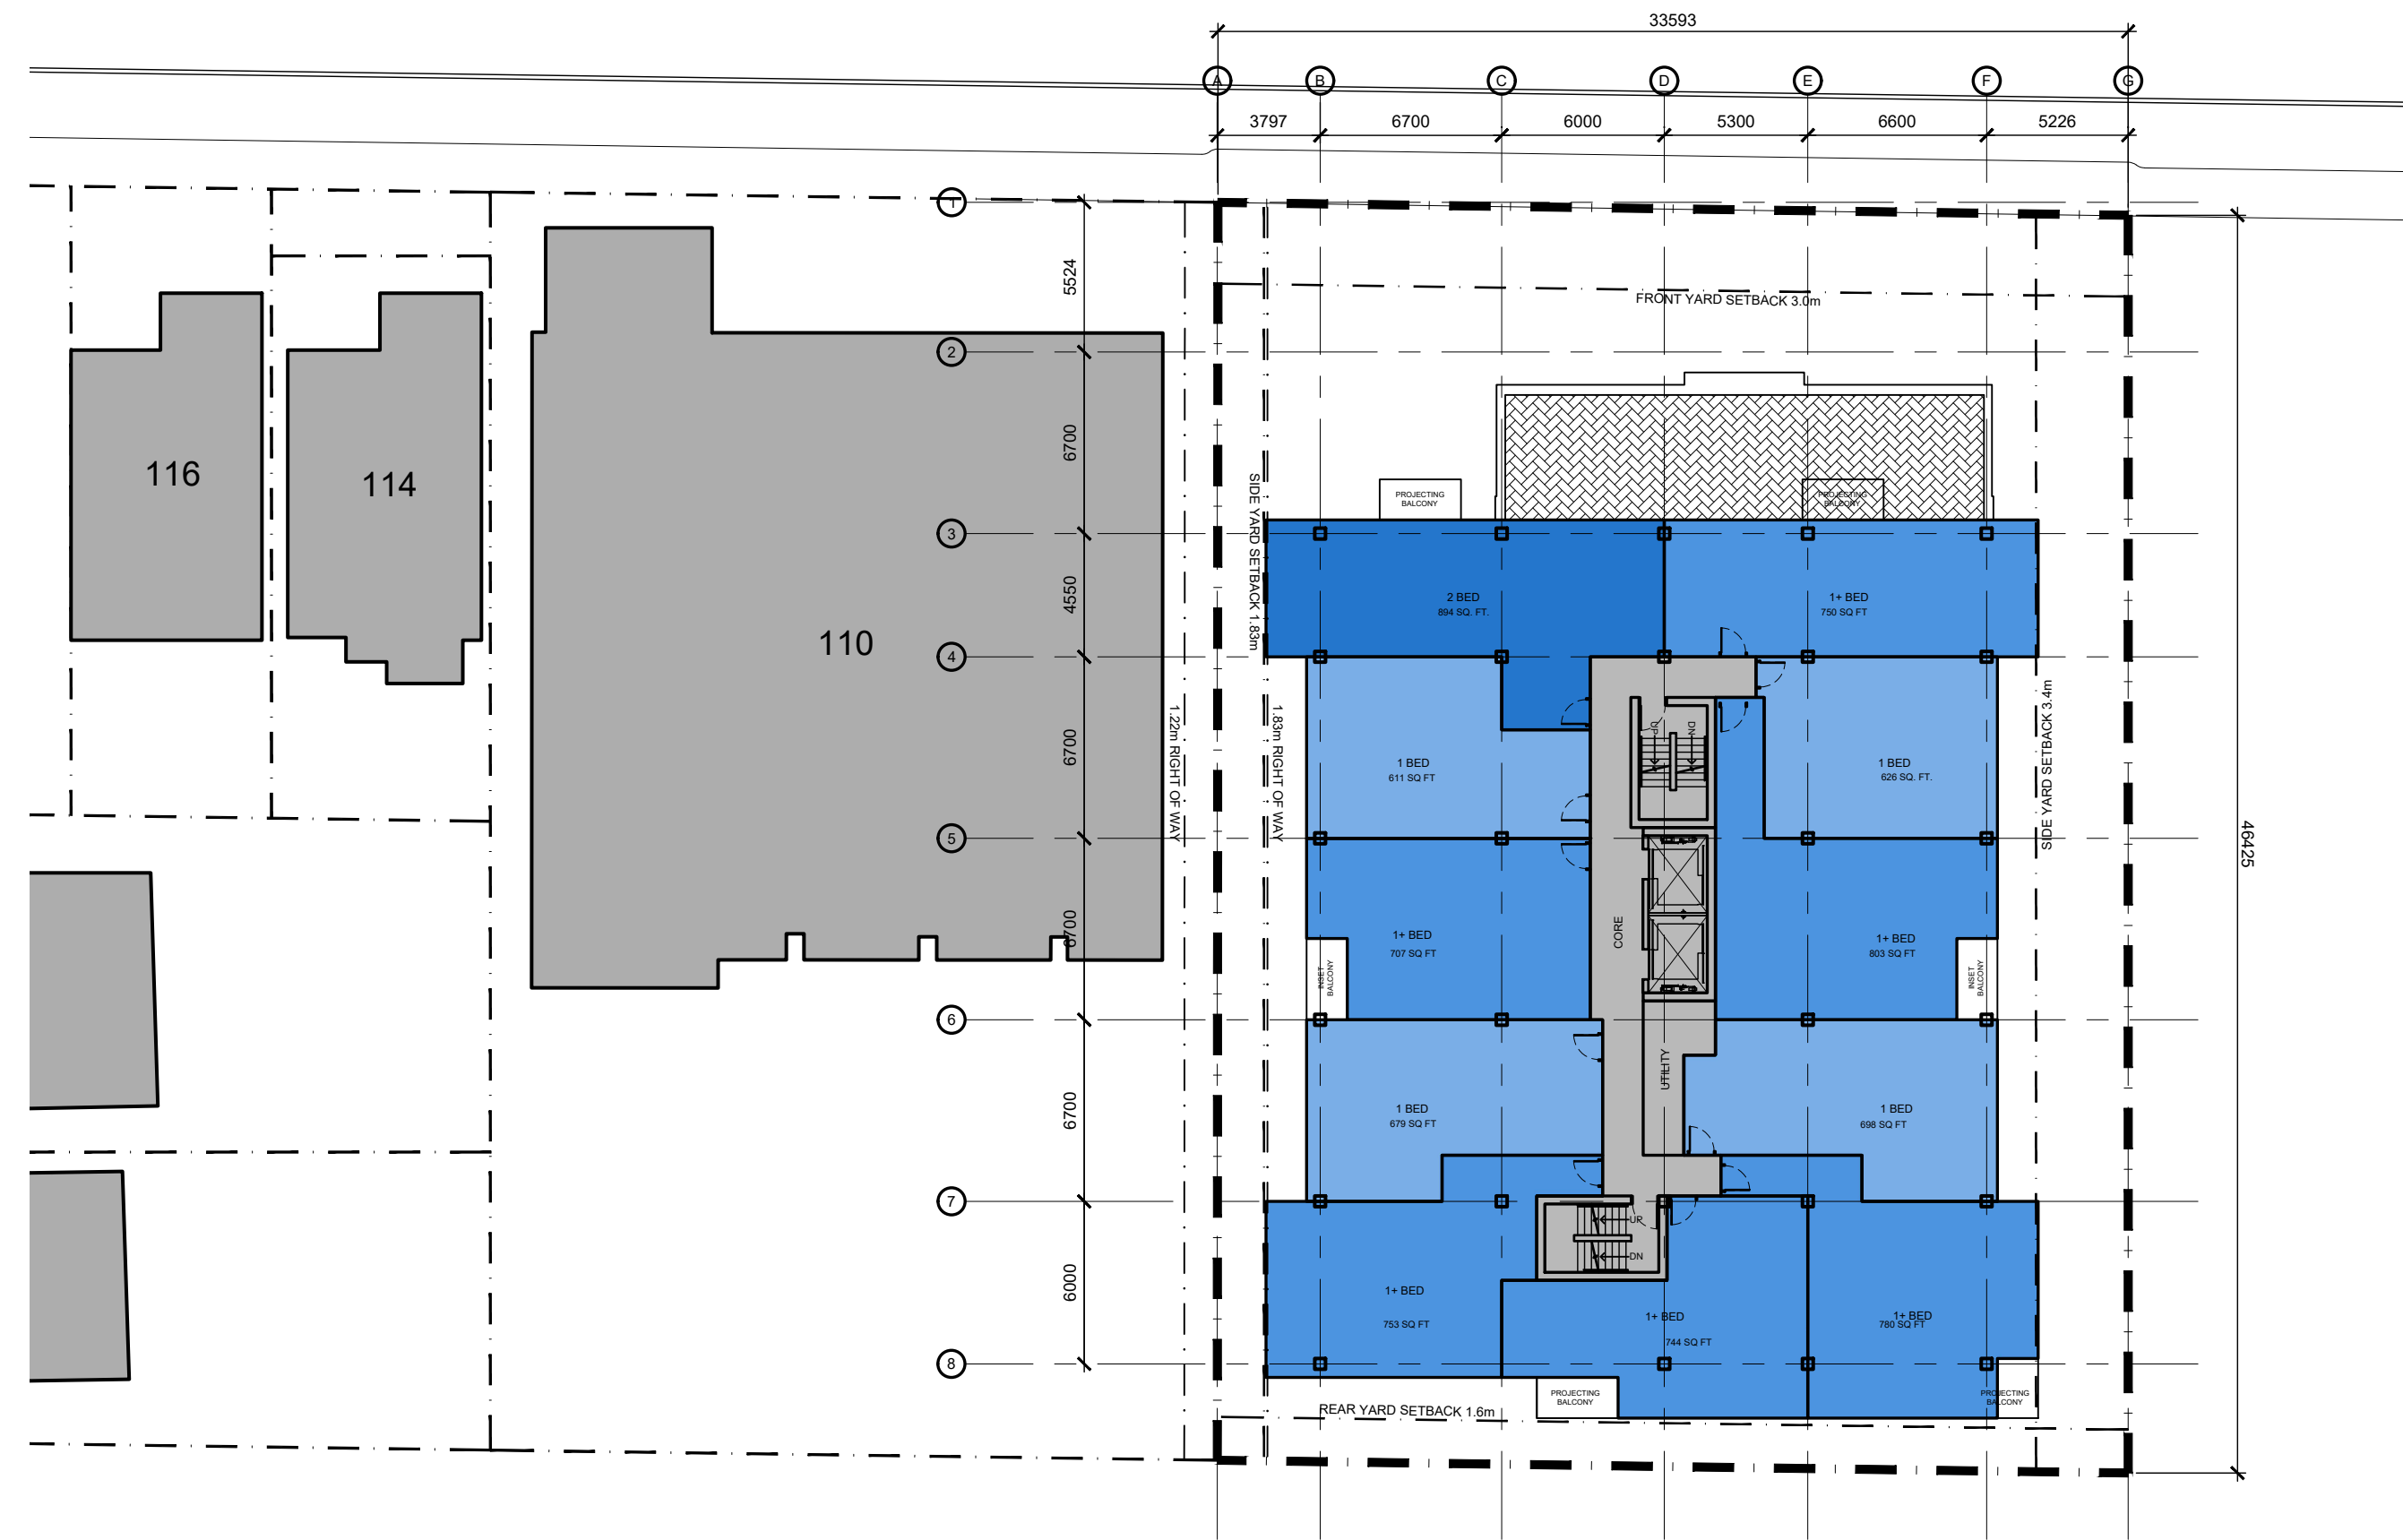 33593
A
B
C
D
E
F
G
3797
6700
6000
5300
6600
5226
1
5524
FRONT YARD SETBACK 3.0m
2
6700
116
114
PROJECTING
BALCONY
PROJECTING
BALCONY
SIDE YARD SETBACK 1.83m
3
4550
2 BED
894 SQ. FT.
1+ BED
750 SQ FT
110
4
SIDE YARD SETBACK 3.4m
1.22m RIGHT OF WAY
1.83m RIGHT OF WAY
6700
UP
DN
1 BED
611 SQ FT
1 BED
626 SQ. FT.
5
46425
6700
CORE
1+ BED
707 SQ FT
1+ BED
803 SQ FT
INSET
BALCONY
INSET
BALCONY
6
UTILITY
6700
1 BED
679 SQ FT
1 BED
698 SQ FT
7
UP
DN
6000
1+ BED
753 SQ FT
1+ BED
744 SQ FT
1+ BED
780 SQ FT
8
PROJECTING
BALCONY
PROJECTING
BALCONY
REAR YARD SETBACK 1.6m